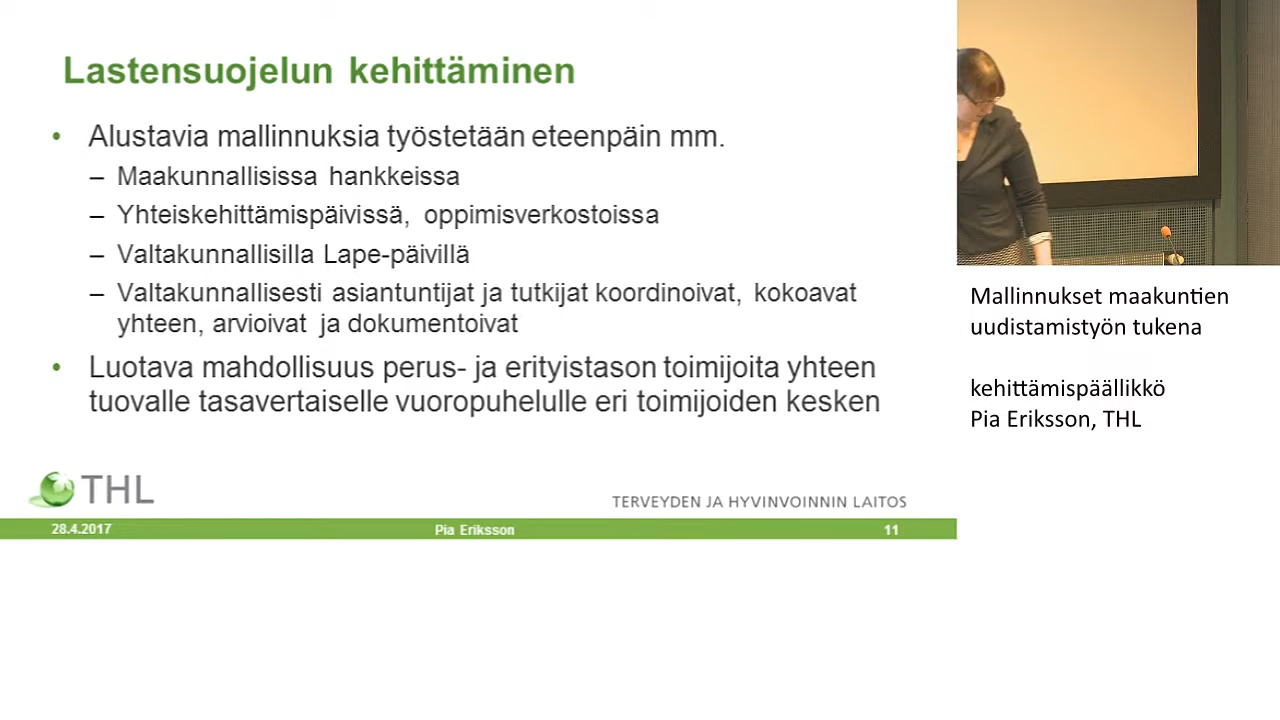 Lastensuojelun kehittäminen
• Alustavia mallinnuksia työstetään eteenpäin mm.
– Maakunnallisissa hankkeissa
– Yhteiskehittämispäivissä, oppimisverkostoissa
– Valtakunnallisilla Lape-päivillä
– Valtakunnallisesti asiantuntijat ja tutkijat koordinoivat, kokoavat
yhteen, arvioivat ja dokumentoivat
• Luotava mahdollisuus perus- ja erityistason toimijoita yhteen
tuovalle tasavertaiselle vuoropuhelulle eri toimijoiden kesken
THL
TERVEYDEN JA HYVINVOINNIN LAITOS
28.4.2017
Pia Eriksson
11
Mallinnukset maakuntien
uudistamistyön tukena
kehittämispäällikkö
Pia Eriksson, THL